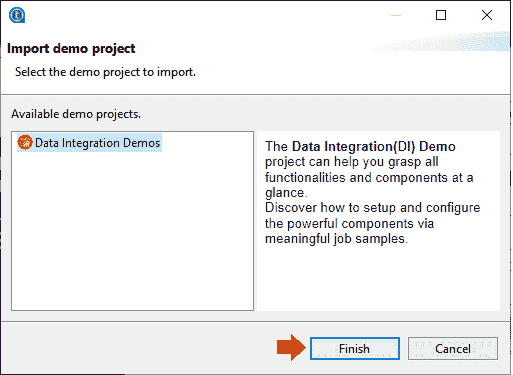 Import demo project
Select the demo project to import.
Available demo projects.
Data Integration Demos
The Data Integration(DI) Demo
project can help you grasp all
functionalities and components at a
glance.
Discover how to setup and configure
the powerful components via
meaningful job samples.
Finish
Cancel